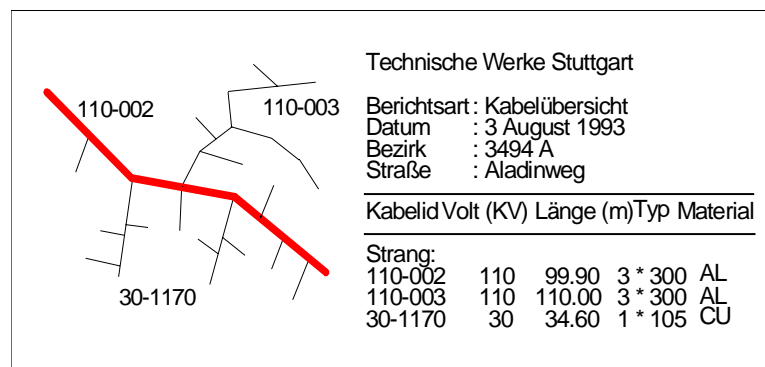 110-002
110-003
30-1170
Technische Werke Stuttgart
Berichtsart : Kabelübersicht
Datum : 3 August 1993
Bezirk : 3494 A
Straße : Aladinweg
Kabelid Volt (KV) Länge (m) Typ Material
Strang:
110-002 110 99.90 3 * 300 AL
110-003 110 110.00 3 * 300 AL
30-1170 30 34.60 1 * 105 CU